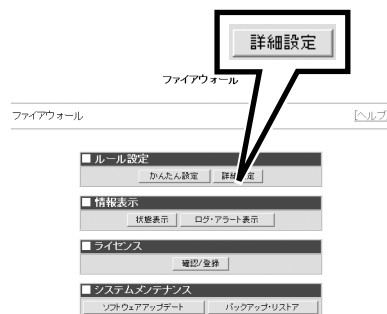 詳細設定
ファイアウォール
ファイアウォール [ヘルプ
■ ルール設定
かんたん設定 詳細設定
■ 情報表示
状態表示 ログ・アラート表示
■ ライセンス
確認/登録
■ システムメンテナンス
ソフトウェアアップデート バックアップ・リストア